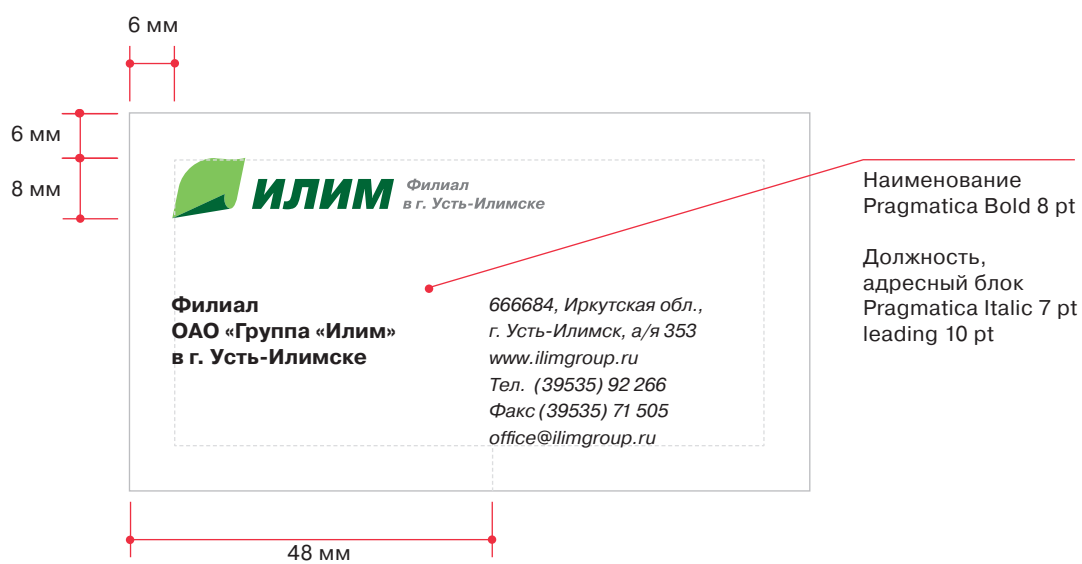 6 мм
6 мм
8 мм
ИЛИМ
Филиал
в г. Усть-Илимске
Филиал
ОАО «Группа «Илим»
в г. Усть-Илимске
666684, Иркутская обл.,
г. Усть-Илимск, а/я 353
www.ilimgroup.ru
Тел. (39535) 92 266
Факс (39535) 71 505
office@ilimgroup.ru
48 мм
Наименование
Pragmatica Bold 8 pt
Должность,
адресный блок
Pragmatica Italic 7 pt
leading 10 pt